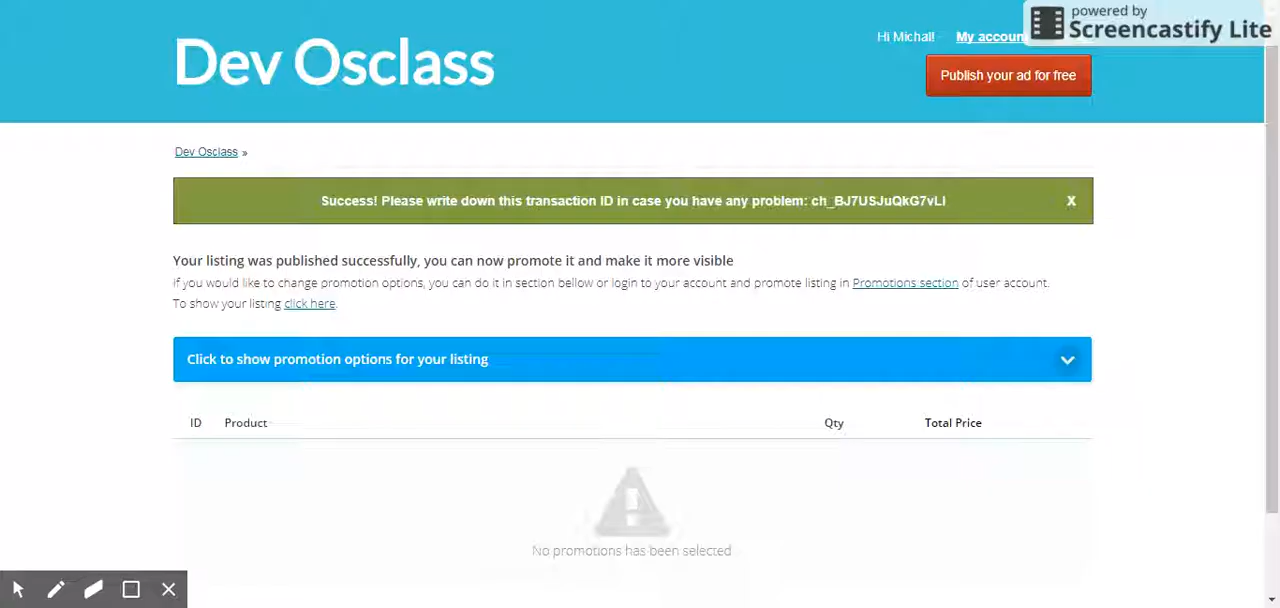 powered by
Screencastify Lite
Hi Michal!
My accoun
Dev Osclass
Publish your ad for free
Dev Osclass »
Success! Please write down this transaction ID in case you have any problem: ch_BJ7USJuQkG7vLI
X
Your listing was published successfully, you can now promote it and make it more visible
If you would like to change promotion options, you can do it in section bellow or login to your account and promote listing in Promotions section of user account.
To show your listing click here.
Click to show promotion options for your listing
ID Product Qty Total Price
No promotions has been selected